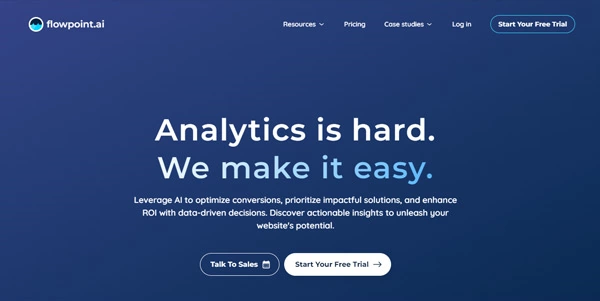 flowpoint.ai
Resources
Pricing
Case studies
Log in
Start Your Free Trial
Analytics is hard.
We make it easy.
Leverage AI to optimize conversions, prioritize impactful solutions, and enhance
ROI with data-driven decisions. Discover actionable insights to unleash your
website's potential.
Talk To Sales
Start Your Free Trial